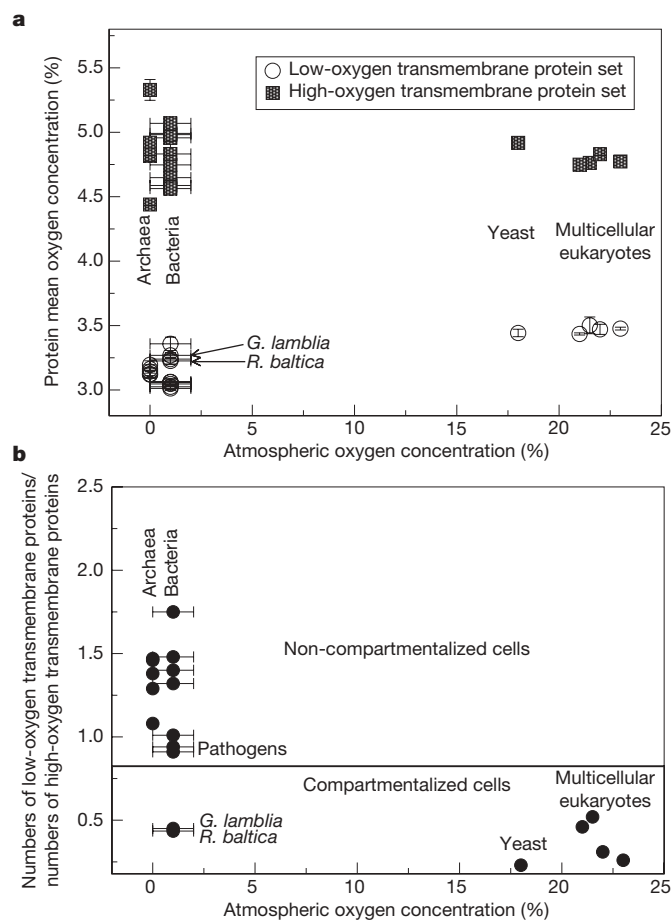 a
Protein mean oxygen concentration (%)
5.5
5.0
4.5
4.0
3.5
3.0
Low-oxygen transmembrane protein set
High-oxygen transmembrane protein set
Archaea
Bacteria
Yeast
Multicellular
eukaryotes
G. lamblia
R. baltica
0 5 10 15 20 25
Atmospheric oxygen concentration (%)
b
Numbers of low-oxygen transmembrane proteins/
numbers of high-oxygen transmembrane proteins
2.5
2.0
1.5
1.0
0.5
Archaea
Bacteria
Non-compartmentalized cells
Pathogens
Compartmentalized cells
Multicellular
eukaryotes
G. lamblia
R. baltica
Yeast
0 5 10 15 20 25
Atmospheric oxygen concentration (%)